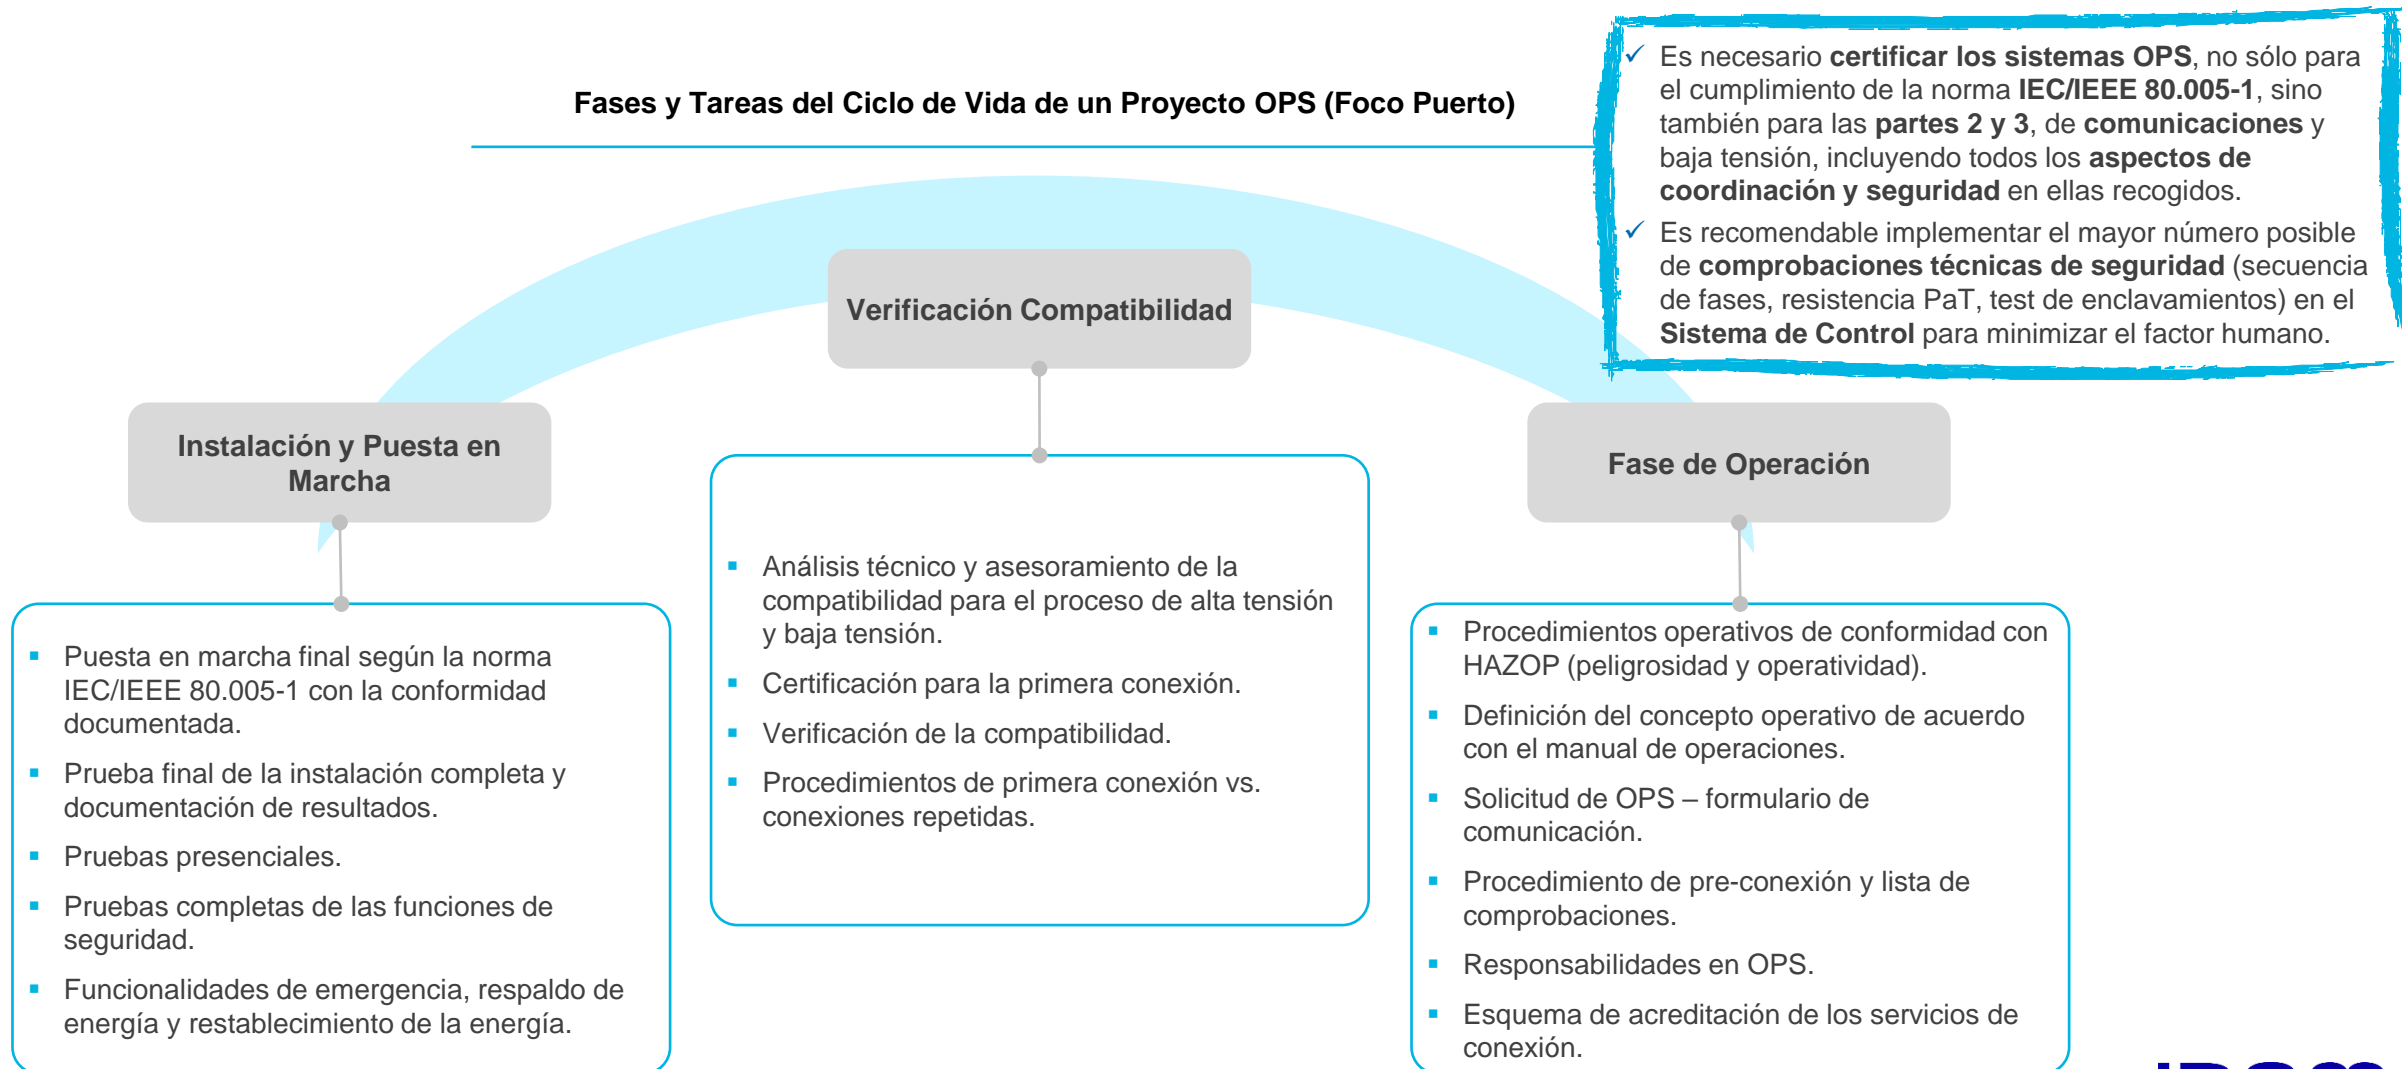 Fases y Tareas del Ciclo de Vida de un Proyecto OPS (Foco Puerto)
✓ Es necesario certificar los sistemas OPS, no sólo para
el cumplimiento de la norma IEC/IEEE 80.005-1, sino
también para las partes 2 y 3, de comunicaciones y
baja tensión, incluyendo todos los aspectos de
coordinación y seguridad en ellas recogidos.
✓ Es recomendable implementar el mayor número posible
de comprobaciones técnicas de seguridad (secuencia
de fases, resistencia PaT, test de enclavamientos) en el
Sistema de Control para minimizar el factor humano.
Instalación y Puesta en
Marcha
▪ Puesta en marcha final según la norma
IEC/IEEE 80.005-1 con la conformidad
documentada.
▪ Prueba final de la instalación completa y
documentación de resultados.
▪ Pruebas presenciales.
▪ Pruebas completas de las funciones de
seguridad.
▪ Funcionalidades de emergencia, respaldo de
energía y restablecimiento de la energía.
Verificación Compatibilidad
▪ Análisis técnico y asesoramiento de la
compatibilidad para el proceso de alta tensión
y baja tensión.
▪ Certificación para la primera conexión.
▪ Verificación de la compatibilidad.
▪ Procedimientos de primera conexión vs.
conexiones repetidas.
Fase de Operación
▪ Procedimientos operativos de conformidad con
HAZOP (peligrosidad y operatividad).
▪ Definición del concepto operativo de acuerdo
con el manual de operaciones.
▪ Solicitud de OPS – formulario de
comunicación.
▪ Procedimiento de pre-conexión y lista de
comprobaciones.
▪ Responsabilidades en OPS.
▪ Esquema de acreditación de los servicios de
conexión.